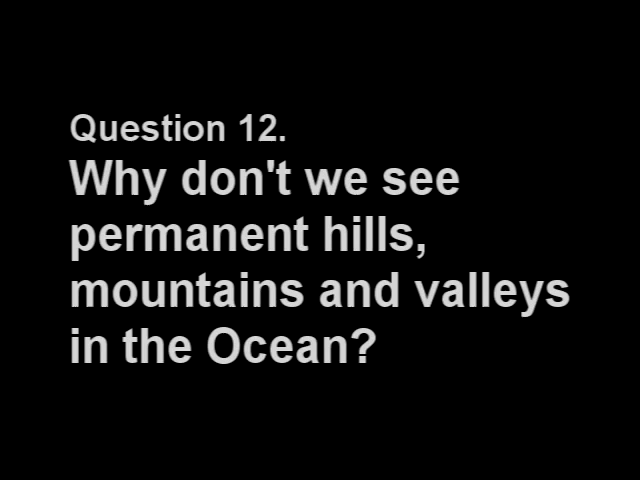 Question 12.
Why don't we see
permanent hills,
mountains and valleys
in the Ocean?